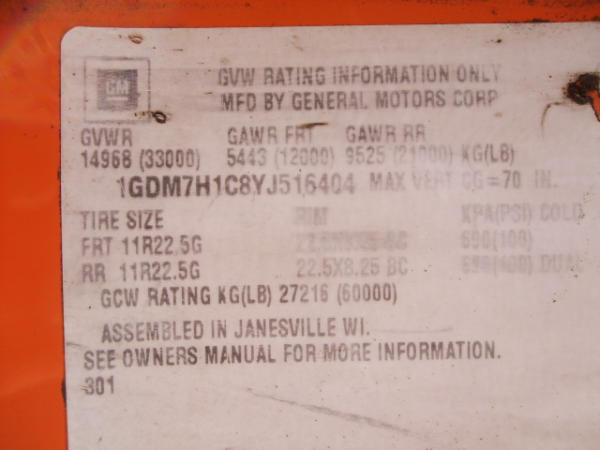 GM
GVW RATING INFORMATION ONLY
MFD BY GENERAL MOTORS CORP
GVWR GAWR FRT GAWR RR
14968 (33000) 5443 (12000) 9525 (21000) KG(LB)
1GDM7H1C8YJ516404 MAX VERT CG = 70 IN.
TIRE SIZE RIM KPA(PSI) COLD
FRT 11R22.5G
RR 11R22.5G 22.5X8.25 BC DUAL
GCW RATING KG(LB) 27216 (60000)
ASSEMBLED IN JANESVILLE WI.
SEE OWNERS MANUAL FOR MORE INFORMATION.
301